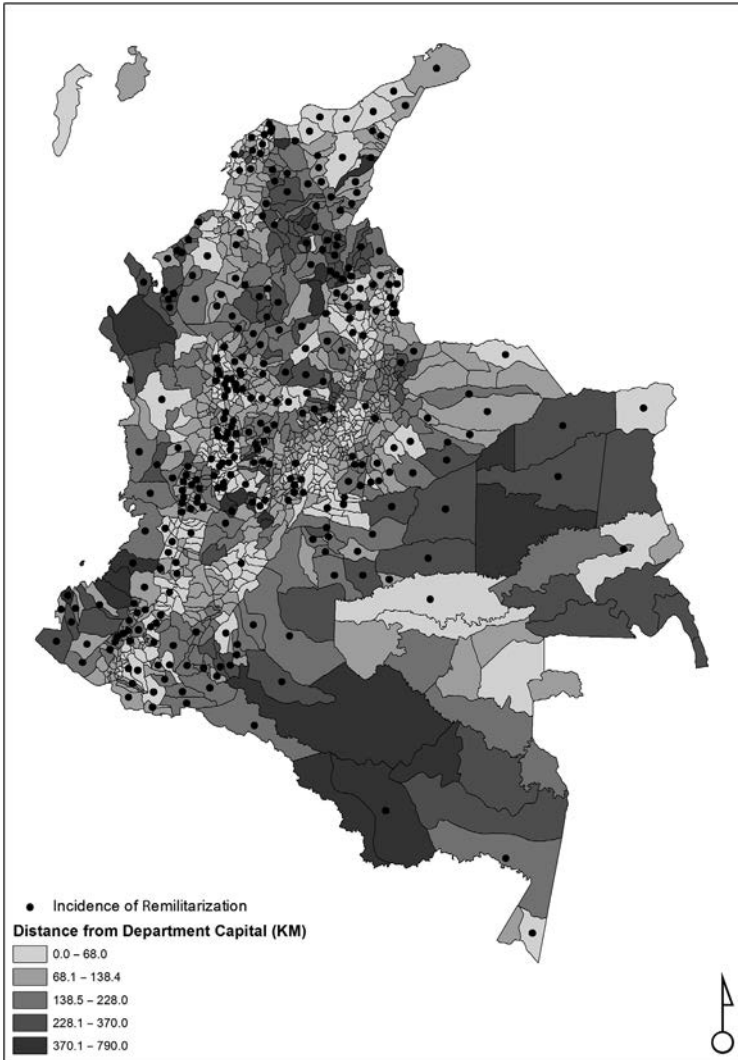 Incidence of Remilitarization
Distance from Department Capital (KM)
0.0 – 68.0
68.1 – 138.4
138.5 – 228.0
228.1 – 370.0
370.1 – 790.0